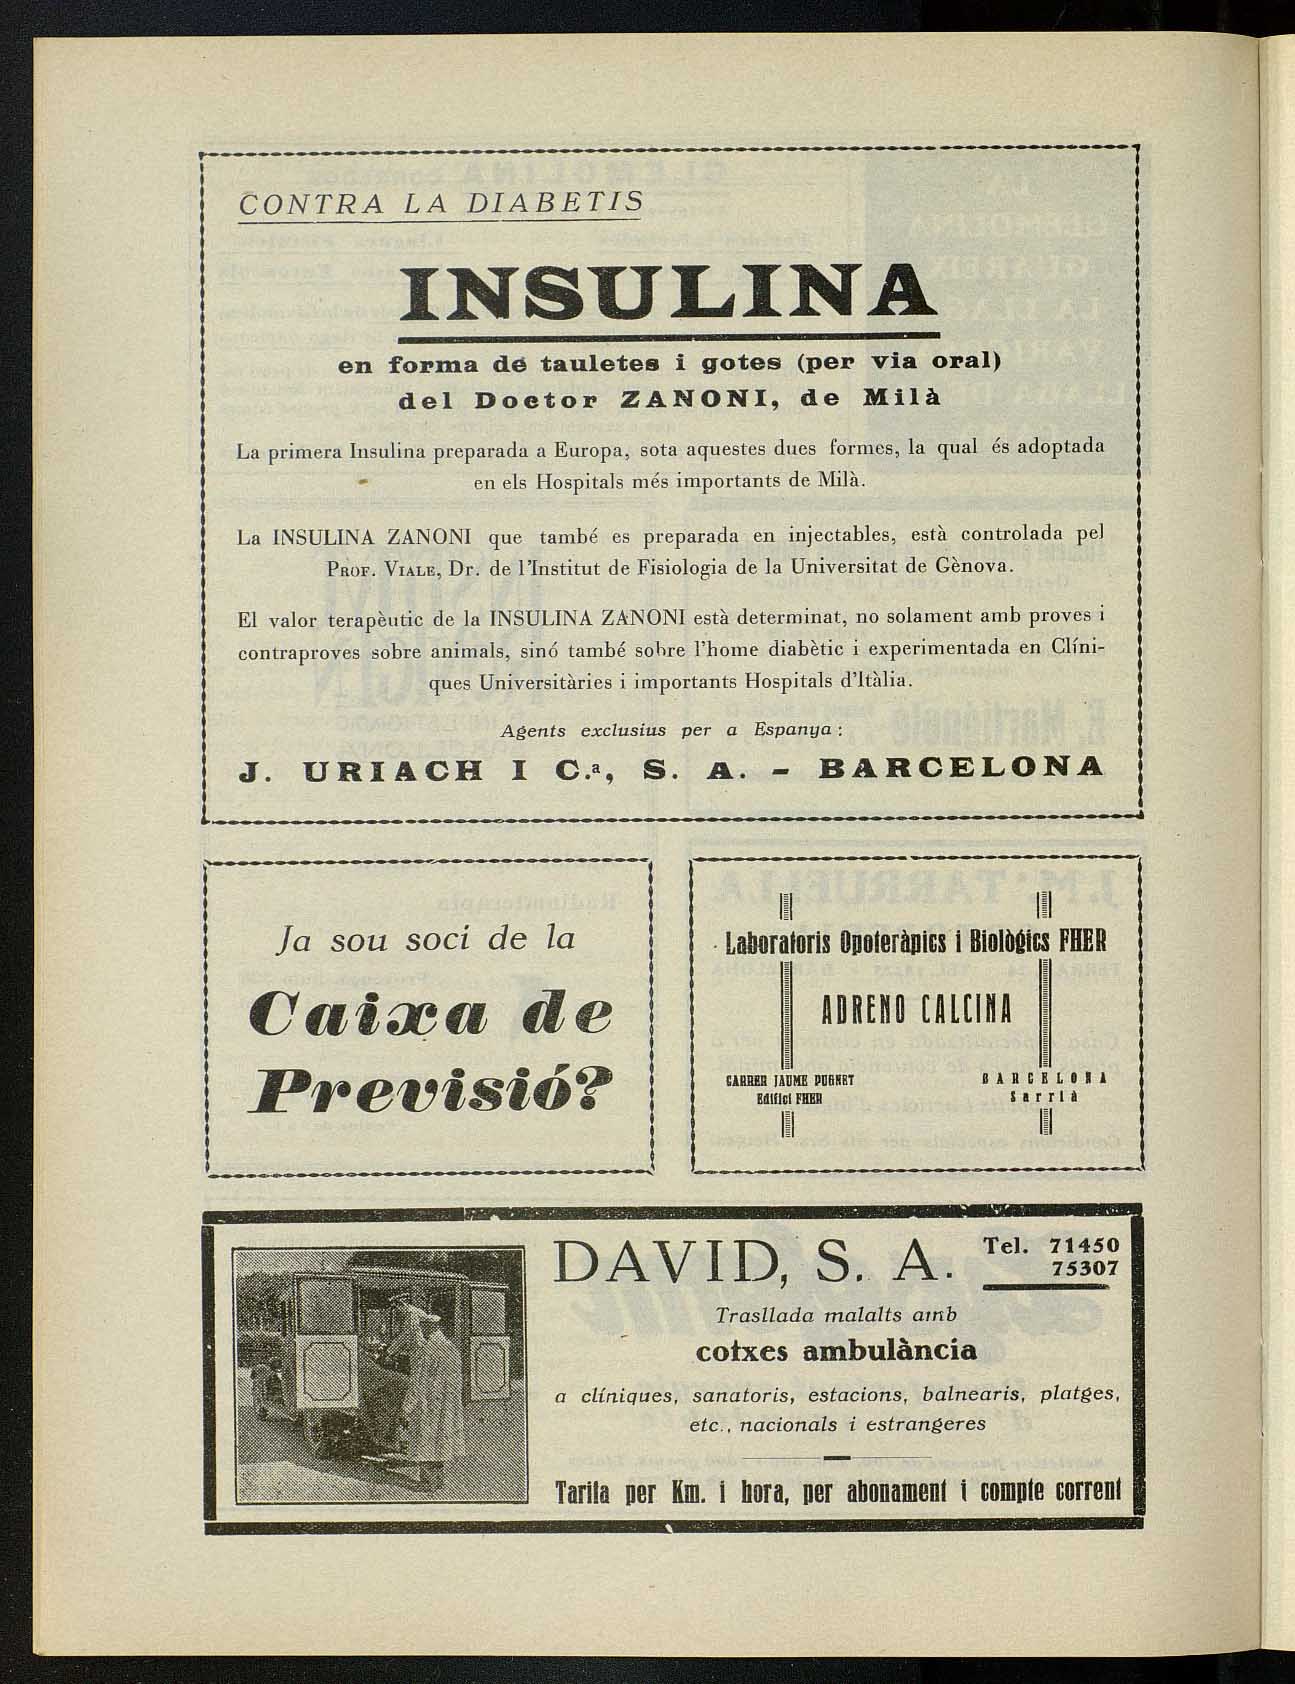 CONTRA LA DIABETIS
INSULINA
en forma de tauletes i gotes (per via oral)
del Doctor ZANONI, de Milà
La primera Insulina preparada a Europa, sota aquestes dues formes, la qual és adoptada
en els Hospitals més importants de Milà.
La INSULINA ZANONI que també es preparada en injectables, està controlada pel
PROF. VIALE, Dr. de l'Institut de Fisiologia de la Universitat de Gènova.
El valor terapèutic de la INSULINA ZANONI està determinat, no solament amb proves i
contraproves sobre animals, sinó també sobre l'home diabètic i experimentada en Clíni-
ques Universitàries i importants Hospitals d'Itàlia.
Agents exclusius per a Espanya :
J. URIACH I C.ª, S. A. - BARCELONA
Ja sou soci de la
Caixa de
Previsió?
Laboratoris Opoteràpics i Biològics FHER
ADRENO CALCINA
CARRER JAUME PUGNET
Edifici FHER
BARCELONA
Sarrià
DAVID, S. A.
Tel. 71450
75307
Trasllada malalts amb
cotxes ambulància
a clíniques, sanatoris, estacions, balnearis, platges,
etc., nacionals i estrangeres
Tarifa per Km. i hora, per abonament i compte corrent